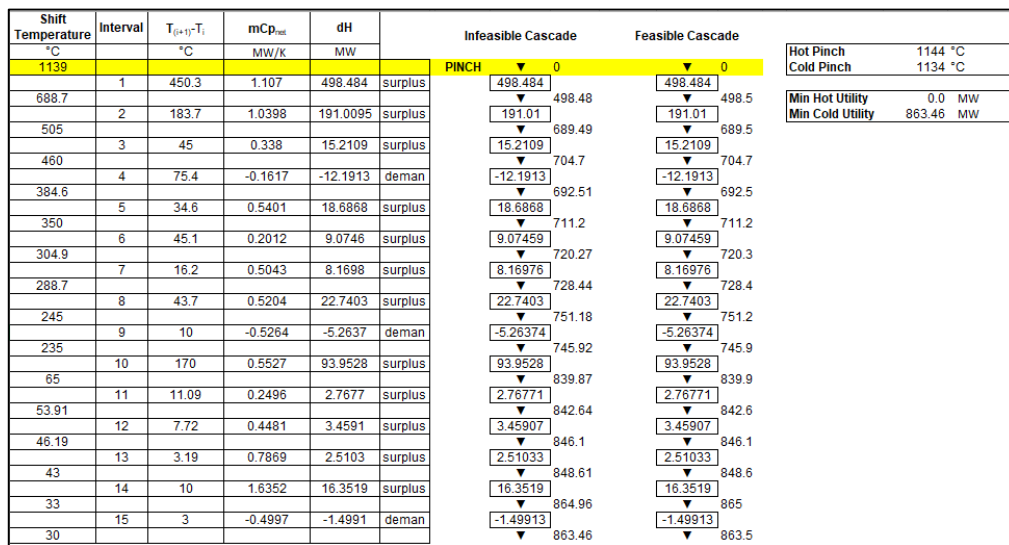 Shift Temperature Interval T(i+1)-Ti mCpnet dH Infeasible Cascade Feasible Cascade
°C °C MW/K MW Hot Pinch 1144 °C
1139 PINCH ▼ 0 ▼ 0 Cold Pinch 1134 °C
1 450.3 1.107 498.484 surplus 498.484 498.484
688.7 ▼ 498.48 ▼ 498.5 Min Hot Utility 0.0 MW
2 183.7 1.0398 191.0095 surplus 191.01 191.01 Min Cold Utility 863.46 MW
505 ▼ 689.49 ▼ 689.5
3 45 0.338 15.2109 surplus 15.2109 15.2109
460 ▼ 704.7 ▼ 704.7
4 75.4 -0.1617 -12.1913 deman -12.1913 -12.1913
384.6 ▼ 692.51 ▼ 692.5
5 34.6 0.5401 18.6868 surplus 18.6868 18.6868
350 ▼ 711.2 ▼ 711.2
6 45.1 0.2012 9.0746 surplus 9.07459 9.07459
304.9 ▼ 720.27 ▼ 720.3
7 16.2 0.5043 8.1698 surplus 8.16976 8.16976
288.7 ▼ 728.44 ▼ 728.4
8 43.7 0.5204 22.7403 surplus 22.7403 22.7403
245 ▼ 751.18 ▼ 751.2
9 10 -0.5264 -5.2637 deman -5.26374 -5.26374
235 ▼ 745.92 ▼ 745.9
10 170 0.5527 93.9528 surplus 93.9528 93.9528
65 ▼ 839.87 ▼ 839.9
11 11.09 0.2496 2.7677 surplus 2.76771 2.76771
53.91 ▼ 842.64 ▼ 842.6
12 7.72 0.4481 3.4591 surplus 3.45907 3.45907
46.19 ▼ 846.1 ▼ 846.1
13 3.19 0.7869 2.5103 surplus 2.51033 2.51033
43 ▼ 848.61 ▼ 848.6
14 10 1.6352 16.3519 surplus 16.3519 16.3519
33 ▼ 864.96 ▼ 865
15 3 -0.4997 -1.4991 deman -1.49913 -1.49913
30 ▼ 863.46 ▼ 863.5